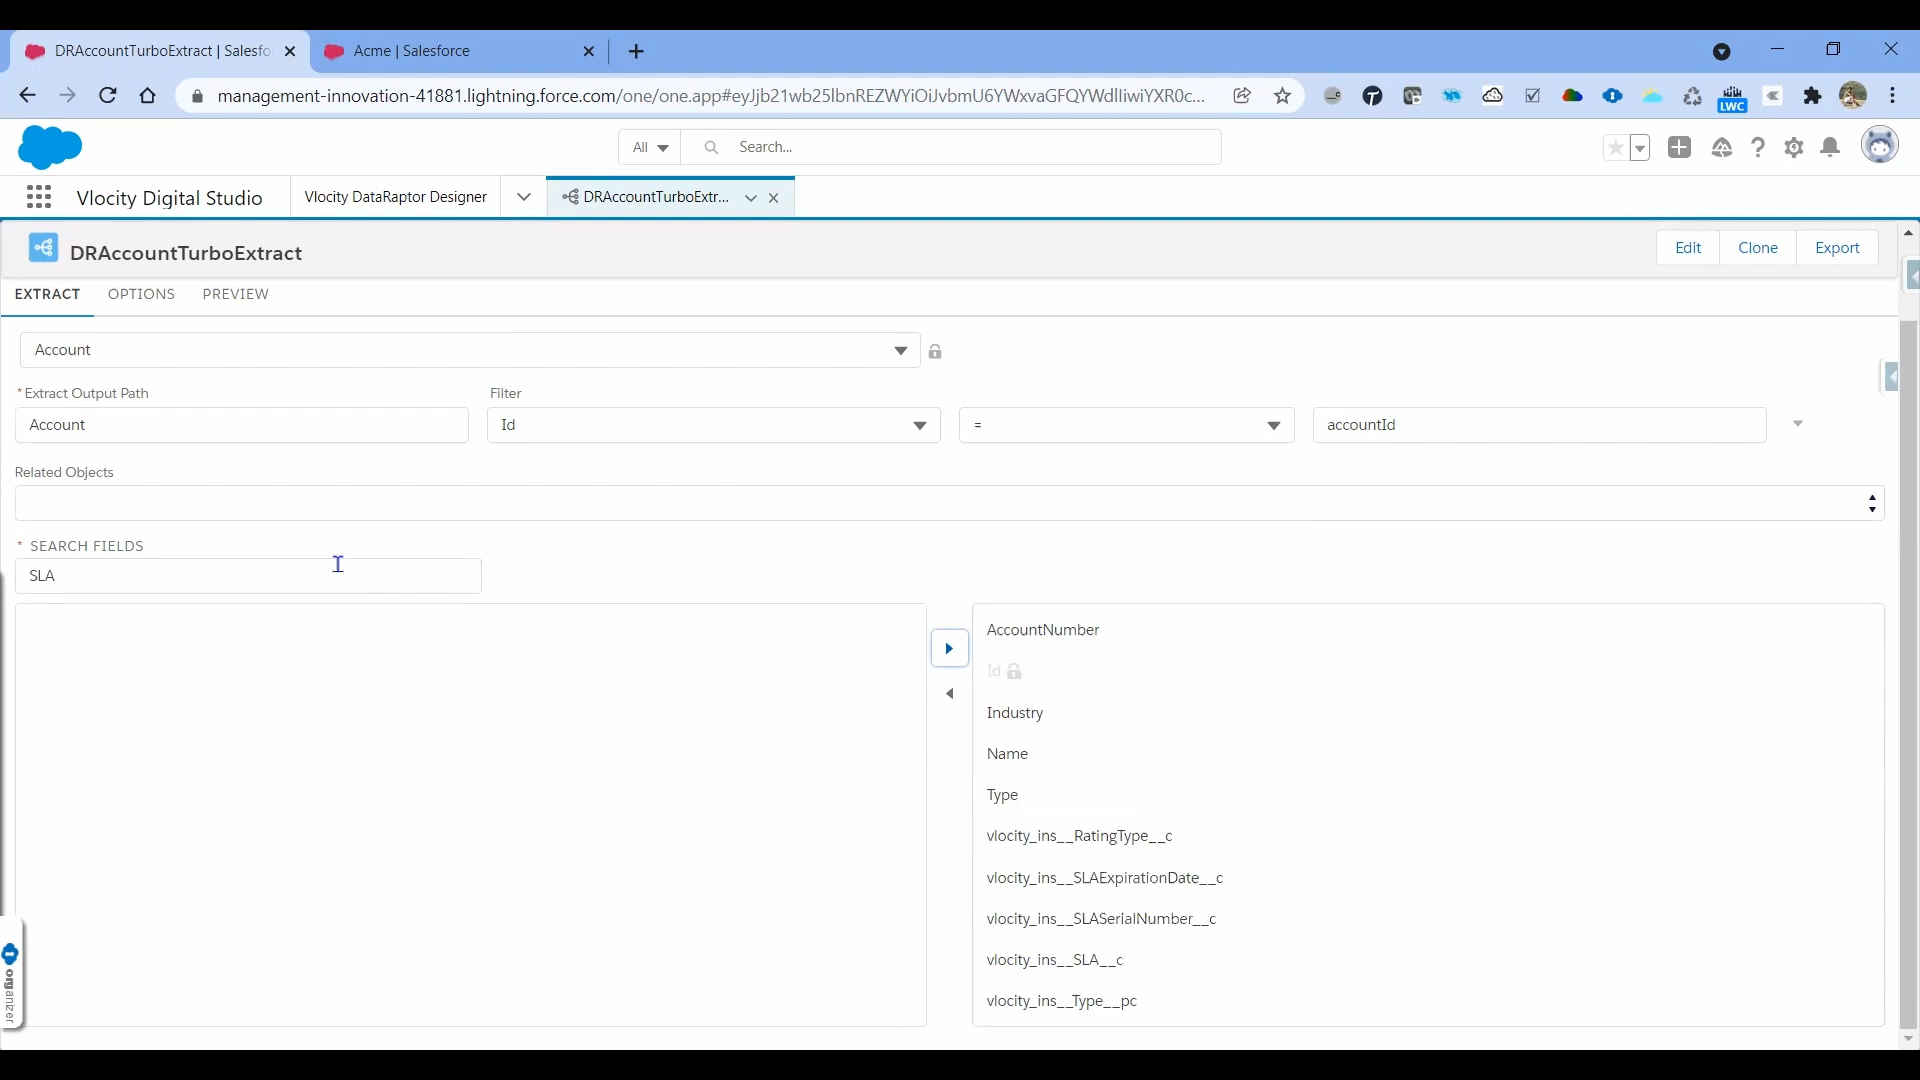 DRAccountTurboExtract | Salesfo
Acme | Salesforce
management-innovation-41881.lightning.force.com/one/one.app#eyJjb21wb25lbnREZWYiOiJvbmU6YWxvaGFQYWdlIiwiYXR0c...
LWC
All
Search...
Vlocity Digital Studio
Vlocity DataRaptor Designer
DRAccountTurboExtr...
DRAccountTurboExtract
Edit
Clone
Export
EXTRACT
OPTIONS
PREVIEW
Account
* Extract Output Path
Filter
Account
Id
=
accountId
Related Objects
* SEARCH FIELDS
SLA
AccountNumber
Id
Industry
Name
Type
vlocity_ins__RatingType__c
vlocity_ins__SLAExpirationDate__c
vlocity_ins__SLASerialNumber__c
vlocity_ins__SLA__c
vlocity_ins__Type__pc
organizer